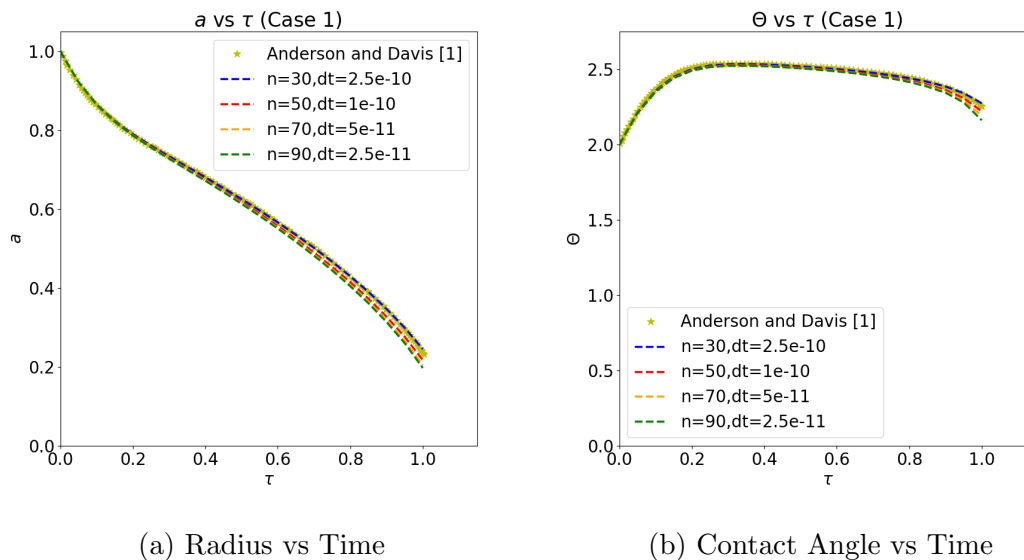 a vs τ (Case 1)
1.0
0.8
0.6
0.4
0.2
0.0
a
Anderson and Davis [1]
n=30,dt=2.5e-10
n=50,dt=1e-10
n=70,dt=5e-11
n=90,dt=2.5e-11
0.0 0.2 0.4 0.6 0.8 1.0
τ
(a) Radius vs Time
Θ vs τ (Case 1)
2.5
2.0
1.5
1.0
0.5
0.0
Θ
Anderson and Davis [1]
n=30,dt=2.5e-10
n=50,dt=1e-10
n=70,dt=5e-11
n=90,dt=2.5e-11
0.0 0.2 0.4 0.6 0.8 1.0
τ
(b) Contact Angle vs Time